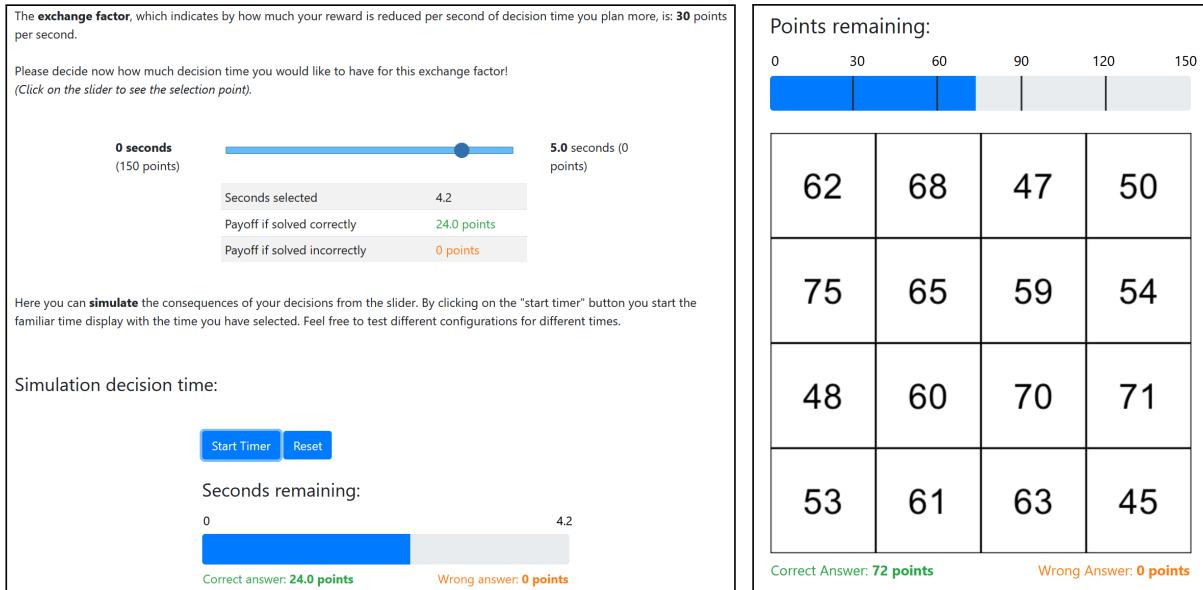 The exchange factor, which indicates by how much your reward is reduced per second of decision time you plan more, is: 30 points
per second.
Please decide now how much decision time you would like to have for this exchange factor!
(Click on the slider to see the selection point).
0 seconds
(150 points)
5.0 seconds (0
points)
Seconds selected 4.2
Payoff if solved correctly 24.0 points
Payoff if solved incorrectly 0 points
Here you can simulate the consequences of your decisions from the slider. By clicking on the "start timer" button you start the
familiar time display with the time you have selected. Feel free to test different configurations for different times.
Simulation decision time:
Start Timer Reset
Seconds remaining:
0 4.2
Correct answer: 24.0 points Wrong answer: 0 points
Points remaining:
0 30 60 90 120 150
62 68 47 50
75 65 59 54
48 60 70 71
53 61 63 45
Correct Answer: 72 points Wrong Answer: 0 points